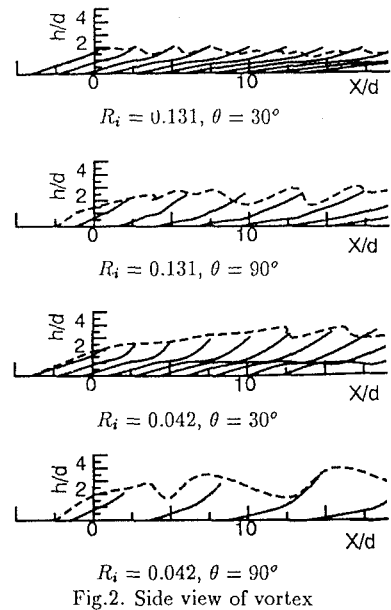 h/d
4
2
0
10
X/d
R_i = 0.131, θ = 30°
h/d
4
2
0
10
X/d
R_i = 0.131, θ = 90°
h/d
4
2
0
10
X/d
R_i = 0.042, θ = 30°
h/d
4
2
0
10
X/d
R_i = 0.042, θ = 90°
Fig.2. Side view of vortex